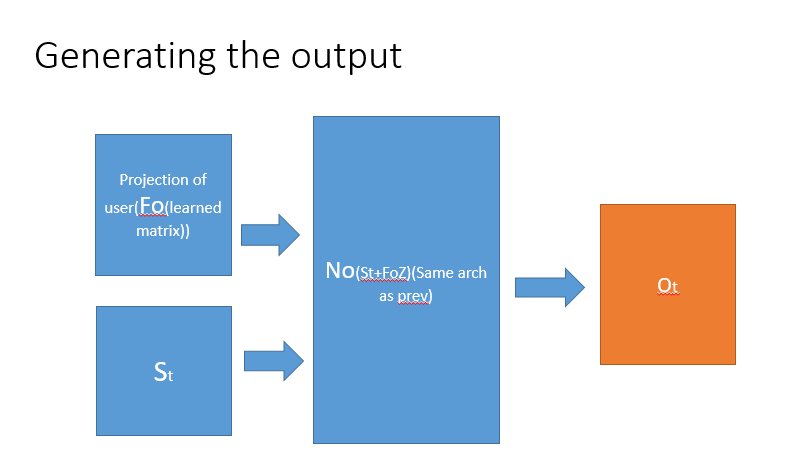 Generating the output
Projection of
user(Fo(learned
matrix))
St
No(St+FoZ)(Same arch
as prev)
Ot